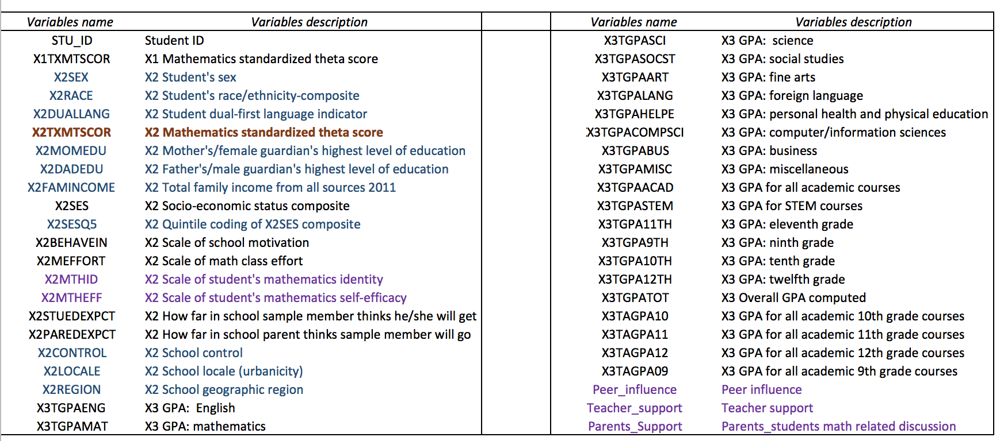 Variables name Variables description
STU_ID Student ID
X1TXMTSCOR X1 Mathematics standardized theta score
X2SEX X2 Student's sex
X2RACE X2 Student's race/ethnicity-composite
X2DUALLANG X2 Student dual-first language indicator
X2TXMTSCOR X2 Mathematics standardized theta score
X2MOMEDU X2 Mother's/female guardian's highest level of education
X2DADEDU X2 Father's/male guardian's highest level of education
X2FAMINCOME X2 Total family income from all sources 2011
X2SES X2 Socio-economic status composite
X2SESQ5 X2 Quintile coding of X2SES composite
X2BEHAVEIN X2 Scale of school motivation
X2MEFFORT X2 Scale of math class effort
X2MTHID X2 Scale of student's mathematics identity
X2MTHEFF X2 Scale of student's mathematics self-efficacy
X2STUEDEXPCT X2 How far in school sample member thinks he/she will get
X2PAREDEXPCT X2 How far in school parent thinks sample member will go
X2CONTROL X2 School control
X2LOCALE X2 School locale (urbanicity)
X2REGION X2 School geographic region
X3TGPAENG X3 GPA: English
X3TGPAMAT X3 GPA: mathematics
Variables name Variables description
X3TGPASCI X3 GPA: science
X3TGPASOCST X3 GPA: social studies
X3TGPAART X3 GPA: fine arts
X3TGPALANG X3 GPA: foreign language
X3TGPAHELPE X3 GPA: personal health and physical education
X3TGPACOMPSCI X3 GPA: computer/information sciences
X3TGPABUS X3 GPA: business
X3TGPAMISC X3 GPA: miscellaneous
X3TGPAACAD X3 GPA for all academic courses
X3TGPASTEM X3 GPA for STEM courses
X3TGPA11TH X3 GPA: eleventh grade
X3TGPA9TH X3 GPA: ninth grade
X3TGPA10TH X3 GPA: tenth grade
X3TGPA12TH X3 GPA: twelfth grade
X3TGPATOT X3 Overall GPA computed
X3TAGPA10 X3 GPA for all academic 10th grade courses
X3TAGPA11 X3 GPA for all academic 11th grade courses
X3TAGPA12 X3 GPA for all academic 12th grade courses
X3TAGPA09 X3 GPA for all academic 9th grade courses
Peer_influence Peer influence
Teacher_support Teacher support
Parents_Support Parents_students math related discussion